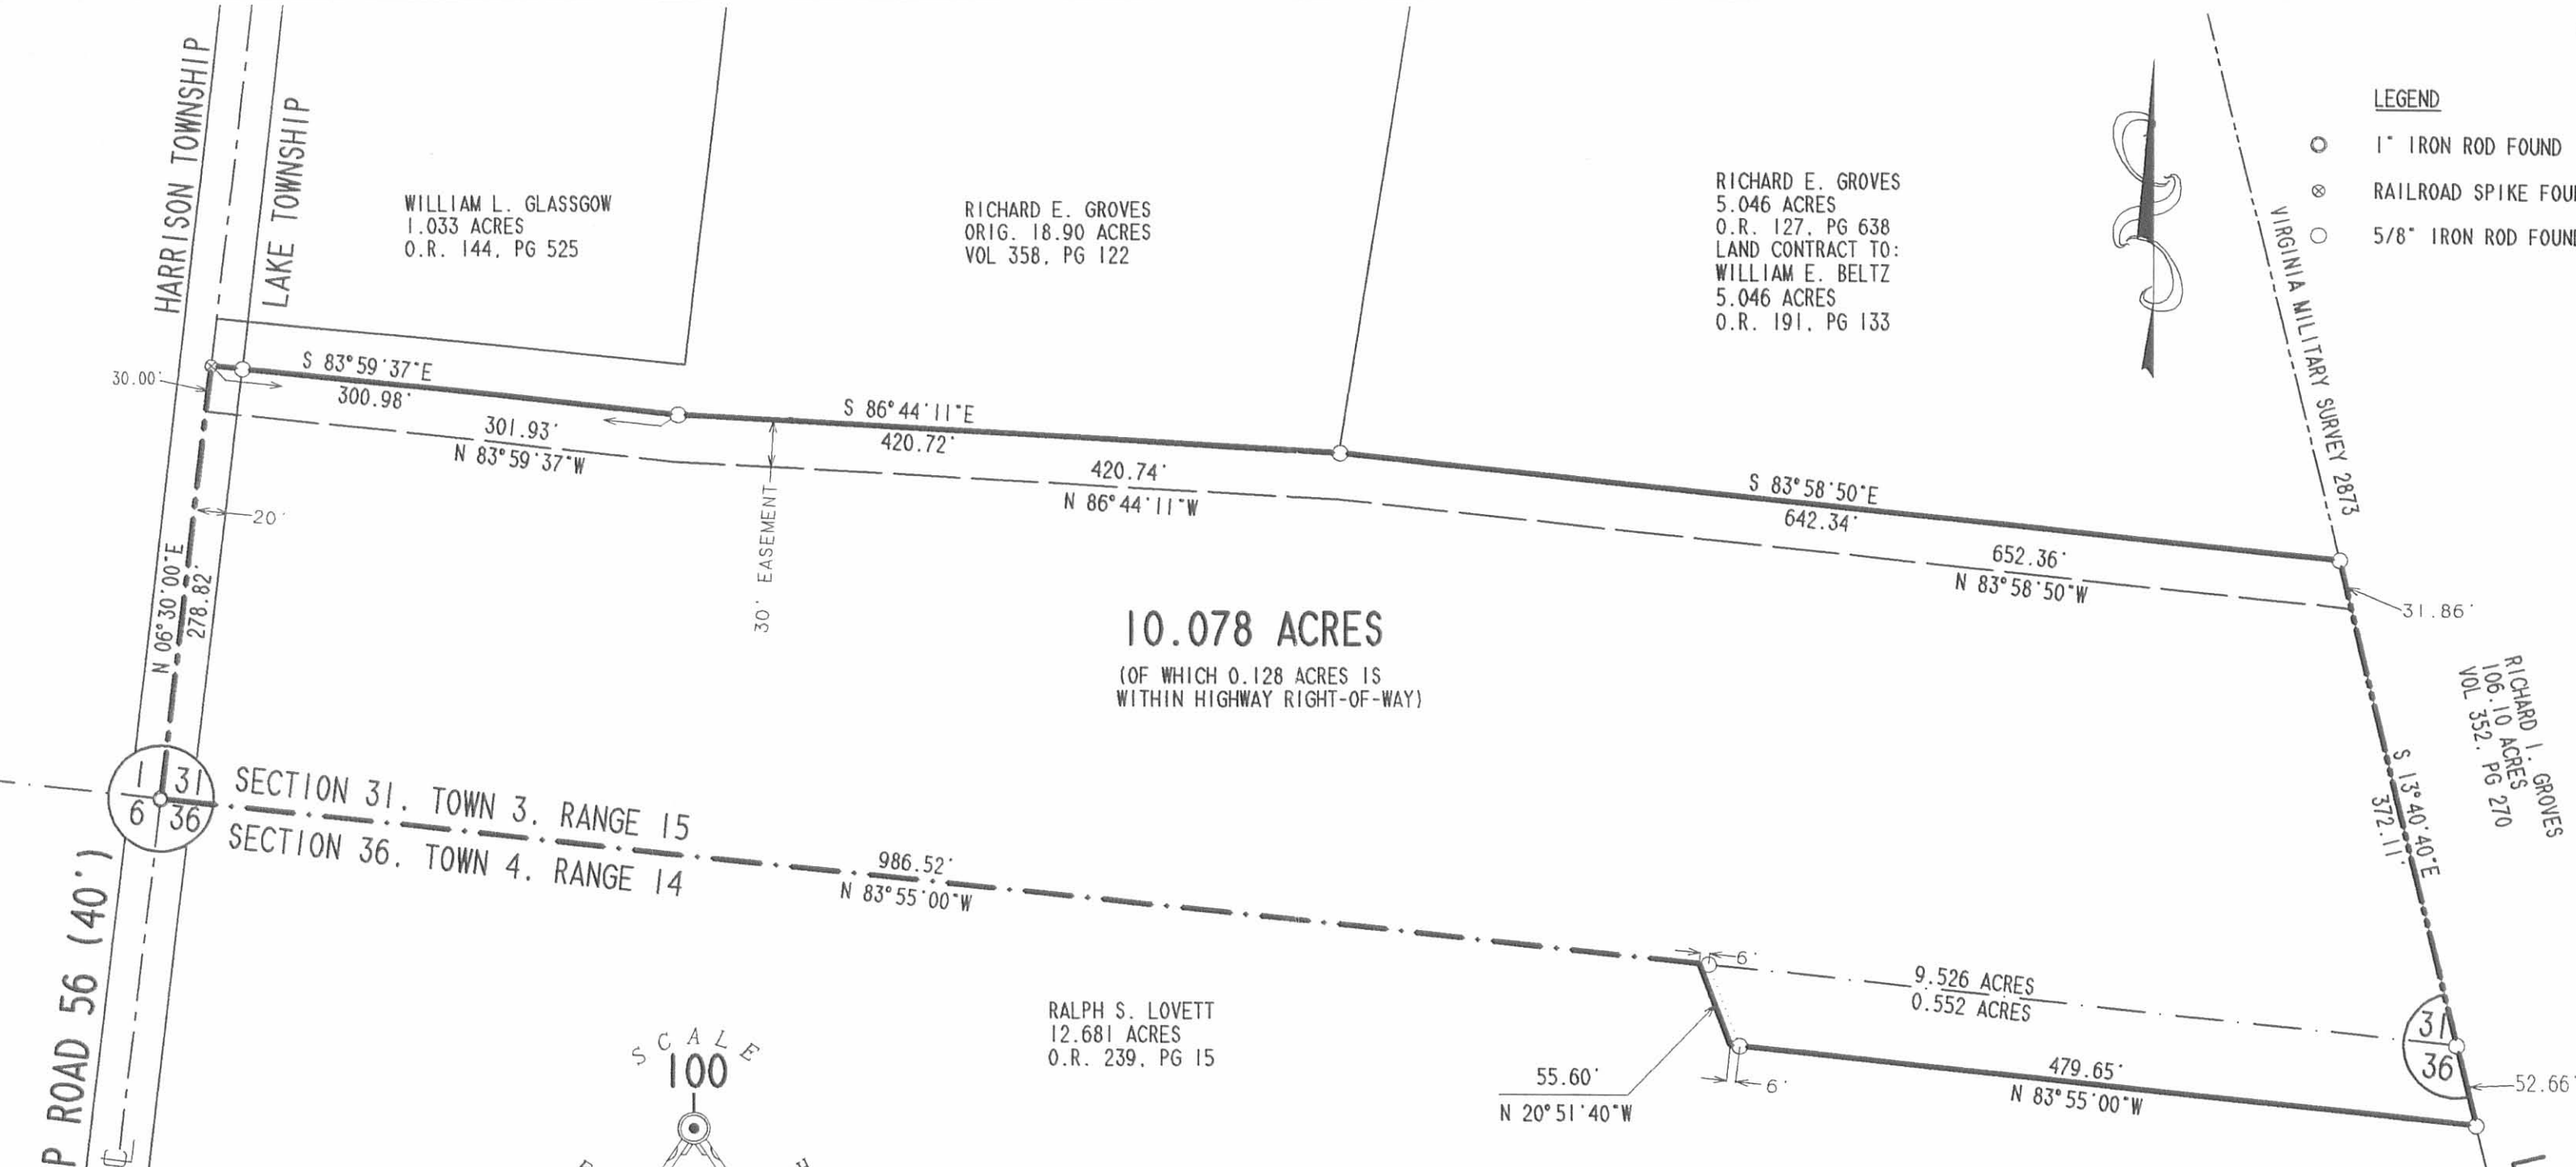 HARRISON TOWNSHIP
LAKE TOWNSHIP
WILLIAM L. GLASSGOW
1.033 ACRES
O.R. 144, PG 525
RICHARD E. GROVES
ORIG. 18.90 ACRES
VOL 358, PG 122
RICHARD E. GROVES
5.046 ACRES
O.R. 127, PG 638
LAND CONTRACT TO:
WILLIAM E. BELTZ
5.046 ACRES
O.R. 191, PG 133
VIRGINIA MILITARY SURVEY 2873
LEGEND
1" IRON ROD FOUND
RAILROAD SPIKE FOU
5/8" IRON ROD FOUND
30.00'
S 83°59'37"E
300.98'
301.93'
N 83°59'37"W
S 86°44'11"E
420.72'
420.74'
N 86°44'11"W
S 83°58'50"E
642.34'
652.36'
N 83°58'50"W
31.86'
20'
30' EASEMENT
N 06°30'00"E
278.82'
10.078 ACRES
(OF WHICH 0.128 ACRES IS
WITHIN HIGHWAY RIGHT-OF-WAY)
RICHARD I. GROVES
106.10 ACRES
VOL 352, PG 270
S 13°40'40"E
372.11'
1 31
6 36
SECTION 31, TOWN 3, RANGE 15
SECTION 36, TOWN 4, RANGE 14
986.52'
N 83°55'00"W
6'
9.526 ACRES
0.552 ACRES
31
36
52.66'
6'
479.65'
N 83°55'00"W
55.60'
N 20°51'40"W
RALPH S. LOVETT
12.681 ACRES
O.R. 239, PG 15
P ROAD 56 (40')
SCALE
100